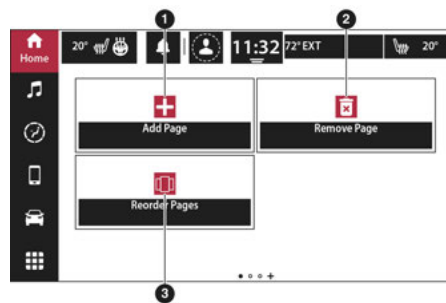 1
2
Home
20°
11:32
72° EXT
20°
Add Page
Remove Page
Reorder Pages
3